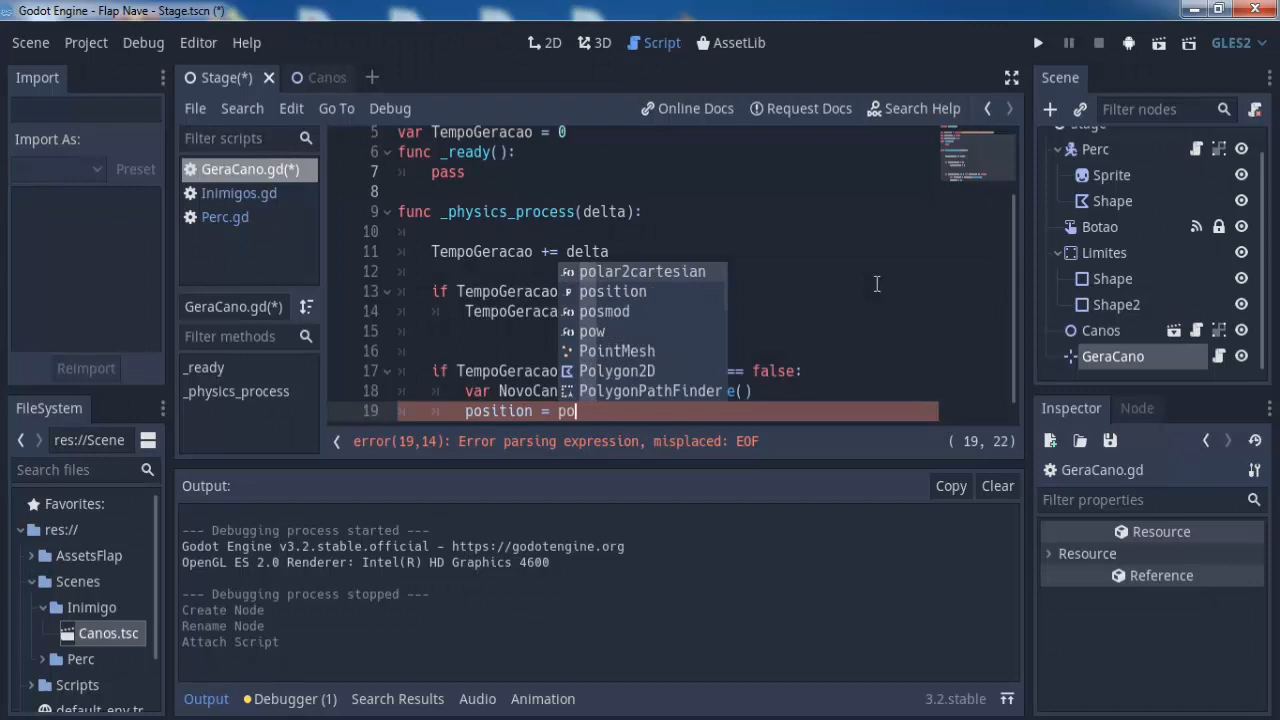 Godot Engine - Flap Nave - Stage.tscn (*)
Scene Project Debug Editor Help
2D 3D Script AssetLib
GLES2
Import
Stage(*) Canos
Scene
File Search Edit Go To Debug
Online Docs Request Docs Search Help
Filter nodes
Import As:
Preset
Reimport
Filter scripts
GeraCano.gd(*)
Inimigos.gd
Perc.gd
GeraCano.gd(*)
Filter methods
_ready
_physics_process
5 var TempoGeracao = 0
6 func _ready():
7 pass
8
9 func _physics_process(delta):
10
11 TempoGeracao += delta
12
13 if TempoGeracao
14
15
16
17 if TempoGeracao == false:
18 var e()
19 position = po
polar2cartesian
position
posmod
pow
PointMesh
Polygon2D
PolygonPathFinder
error(19,14): Error parsing expression, misplaced: EOF
( 19, 22)
Perc
Sprite
Shape
Botao
Limites
Shape
Shape2
Canos
GeraCano
FileSystem
res://Scene
Search files
Favorites:
res://
AssetsFlap
Scenes
Inimigo
Canos.tsc
Perc
Scripts
Output:
Copy Clear
--- Debugging process started ---
Godot Engine v3.2.stable.official - https://godotengine.org
OpenGL ES 2.0 Renderer: Intel(R) HD Graphics 4600
--- Debugging process stopped ---
Create Node
Rename Node
Attach Script
Output Debugger (1) Search Results Audio Animation
3.2.stable
Inspector Node
GeraCano.gd
Filter properties
Resource
Resource
Reference